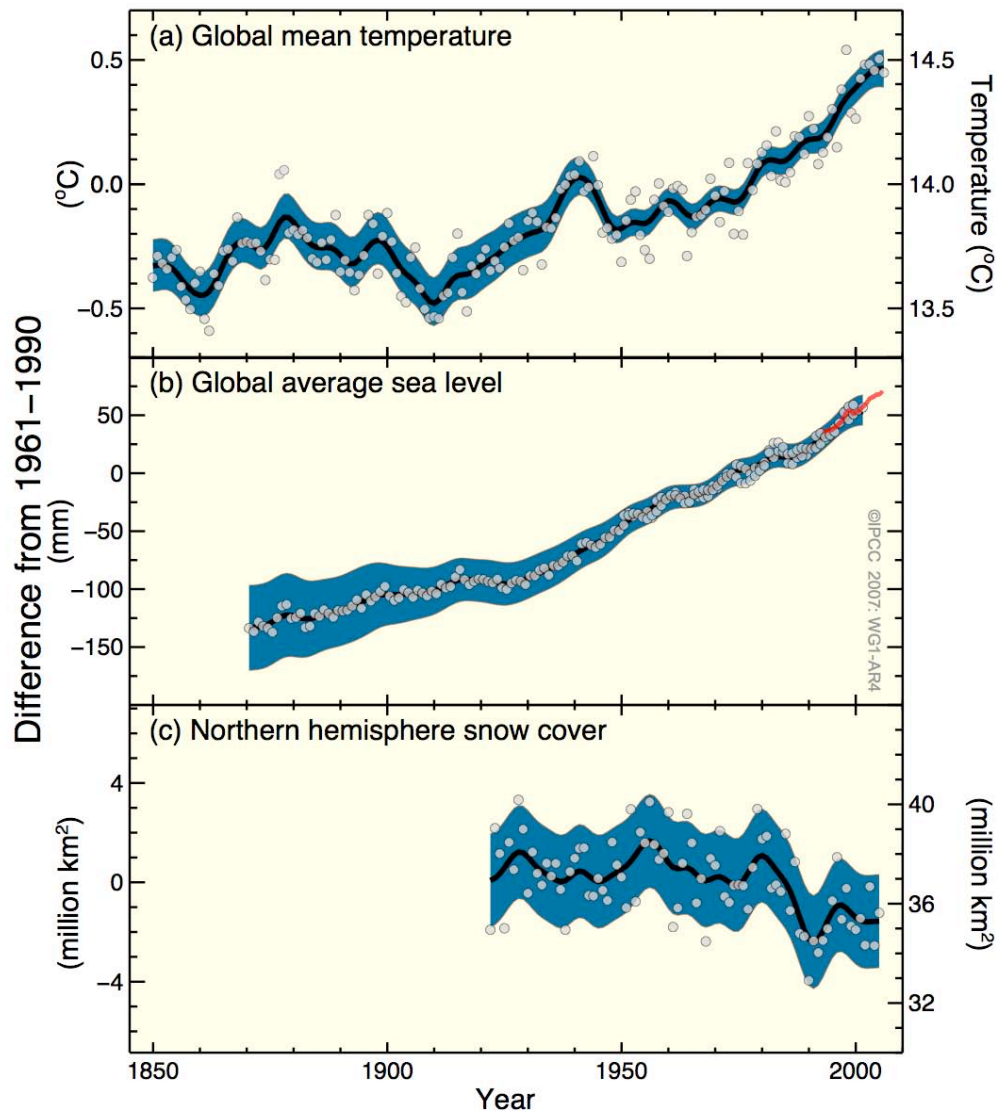 (a) Global mean temperature
0.5
0.0
−0.5
(°C)
14.5
14.0
13.5
Temperature (°C)
Difference from 1961−1990
(b) Global average sea level
50
0
−50
−100
−150
(mm)
©IPCC 2007: WG1-AR4
(c) Northern hemisphere snow cover
4
0
−4
(million km²)
40
36
32
(million km²)
1850
1900
1950
2000
Year